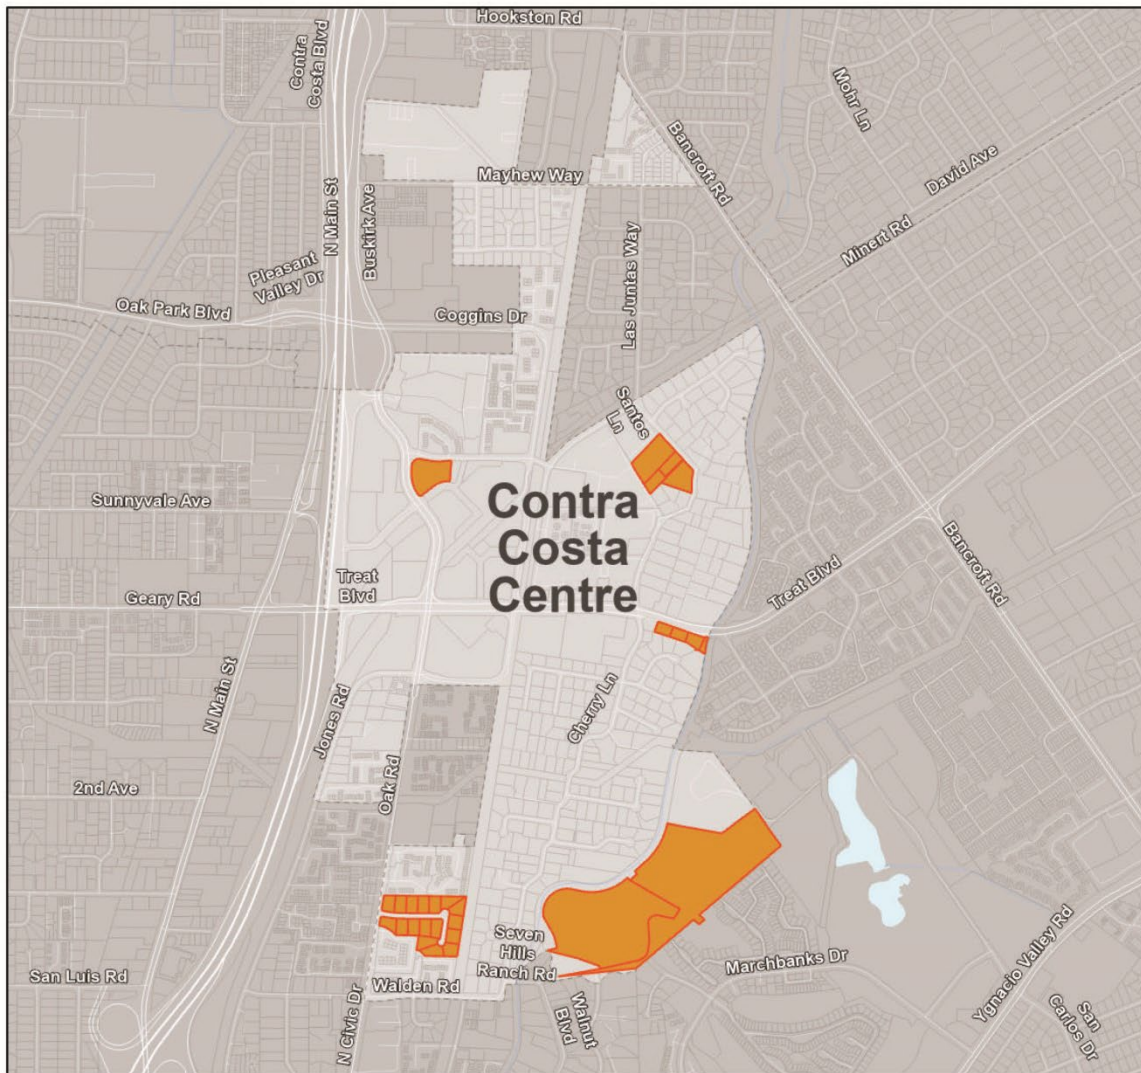 Hookston Rd
Contra
Costa Blvd
Mohr Ln
Bancroft Rd
David Ave
Mayhew Way
N Main St
Buskirk Ave
Las Juntas Way
Minert Rd
Pleasant
Valley Dr
Oak Park Blvd
Coggins Dr
Santos
Ln
Sunnyvale Ave
Contra
Costa
Centre
Bancroft Rd
Treat
Blvd
Treat Blvd
Geary Rd
N Main St
Jones Rd
Cherry Ln
Oak Rd
2nd Ave
Seven
Hills
Ranch Rd
Marchbanks Dr
Ygnacio Valley Rd
San Luis Rd
Walden Rd
N Civic Dr
Walnut
Blvd
San
Carlos Dr